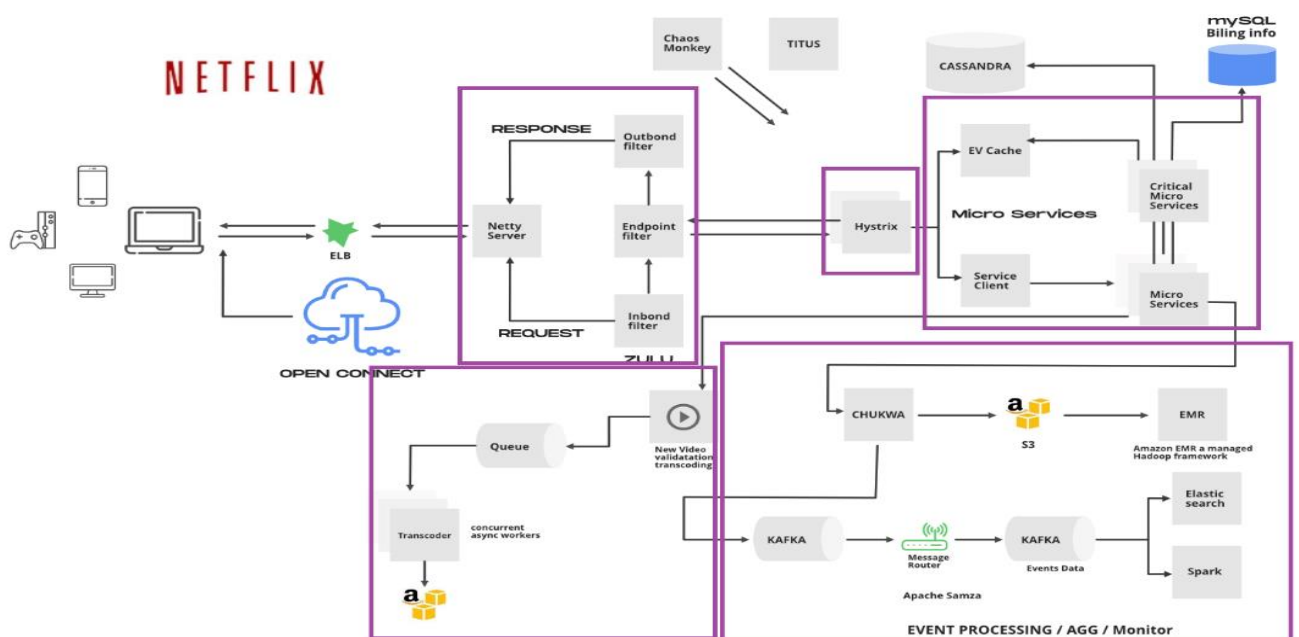 mySQL
Biling info
Chaos
Monkey
TITUS
NETFLIX
CASSANDRA
RESPONSE
Outbond
filter
EV Cache
Critical
Micro
Services
Netty
Server
Endpoint
filter
Hystrix
Micro Services
ELB
Service
Client
Micro
Services
Inbond
filter
REQUEST
ZULU
OPEN CONNECT
CHUKWA
a
S3
EMR
Amazon EMR a managed
Hadoop framework
Queue
New Video
validatation
transcoding
Elastic
search
Transcoder
concurrent
async workers
KAFKA
Message
Router
KAFKA
Events Data
Spark
a
Apache Samza
EVENT PROCESSING / AGG / Monitor